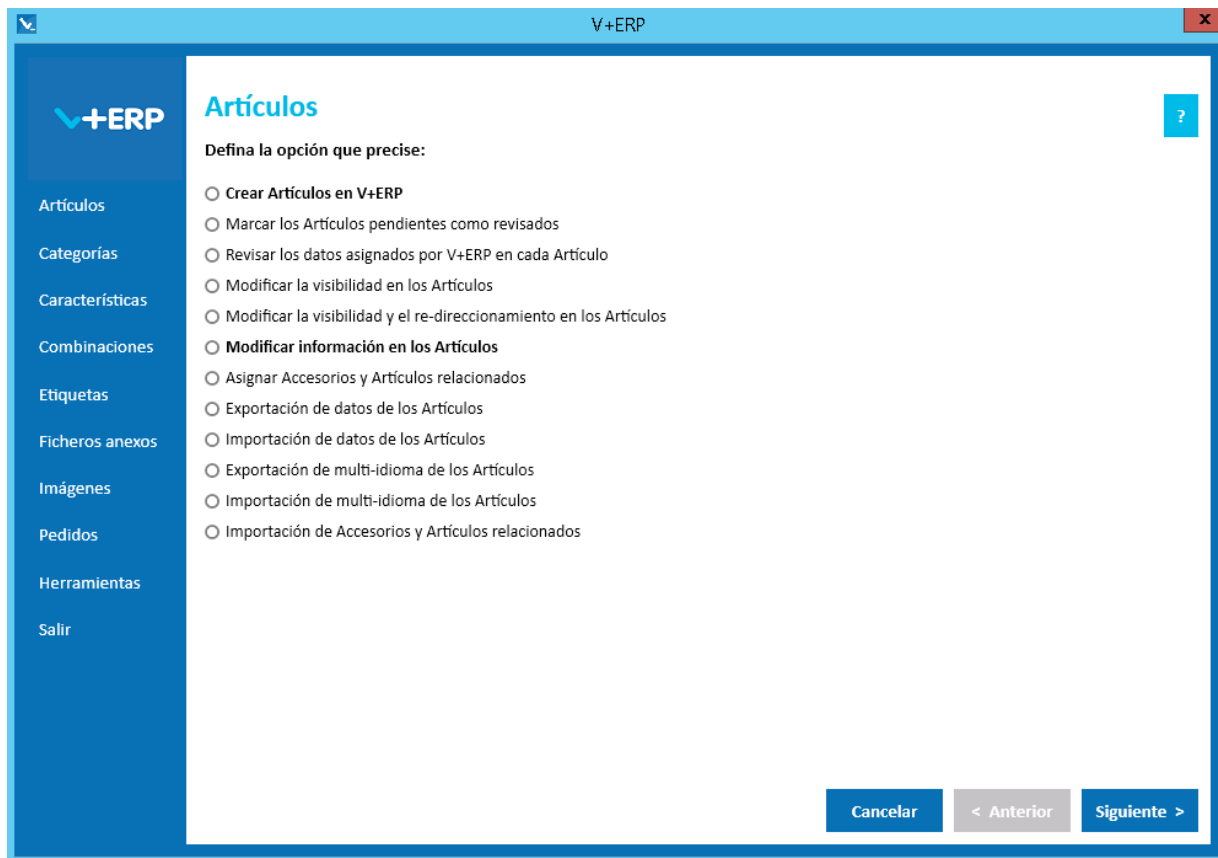 V+ERP
x
V+ERP
Artículos
?
Defina la opción que precise:
Crear Artículos en V+ERP
Marcar los Artículos pendientes como revisados
Revisar los datos asignados por V+ERP en cada Artículo
Modificar la visibilidad en los Artículos
Modificar la visibilidad y el re-direccionamiento en los Artículos
Modificar información en los Artículos
Asignar Accesorios y Artículos relacionados
Exportación de datos de los Artículos
Importación de datos de los Artículos
Exportación de multi-idioma de los Artículos
Importación de multi-idioma de los Artículos
Importación de Accesorios y Artículos relacionados
Artículos
Categorías
Características
Combinaciones
Etiquetas
Ficheros anexos
Imágenes
Pedidos
Herramientas
Salir
Cancelar
< Anterior
Siguiente >